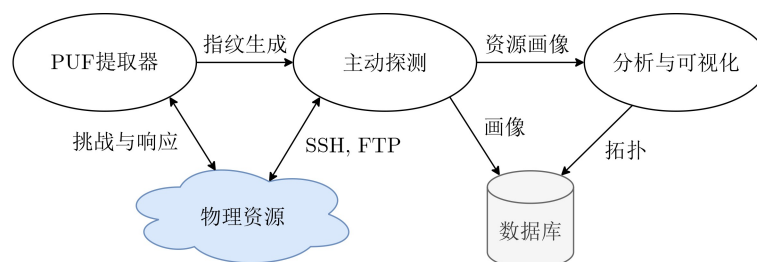 指纹生成
资源画像
PUF提取器
主动探测
分析与可视化
挑战与响应
SSH, FTP
画像
拓扑
物理资源
数据库